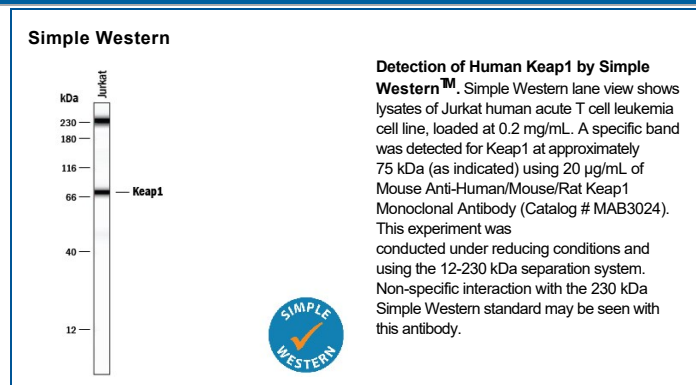 Simple Western
Jurkat
kDa
230
180
116
66
Keap1
40
12
SIMPLE
WESTERN
Detection of Human Keap1 by Simple
Western™. Simple Western lane view shows
lysates of Jurkat human acute T cell leukemia
cell line, loaded at 0.2 mg/mL. A specific band
was detected for Keap1 at approximately
75 kDa (as indicated) using 20 µg/mL of
Mouse Anti-Human/Mouse/Rat Keap1
Monoclonal Antibody (Catalog # MAB3024).
This experiment was
conducted under reducing conditions and
using the 12-230 kDa separation system.
Non-specific interaction with the 230 kDa
Simple Western standard may be seen with
this antibody.